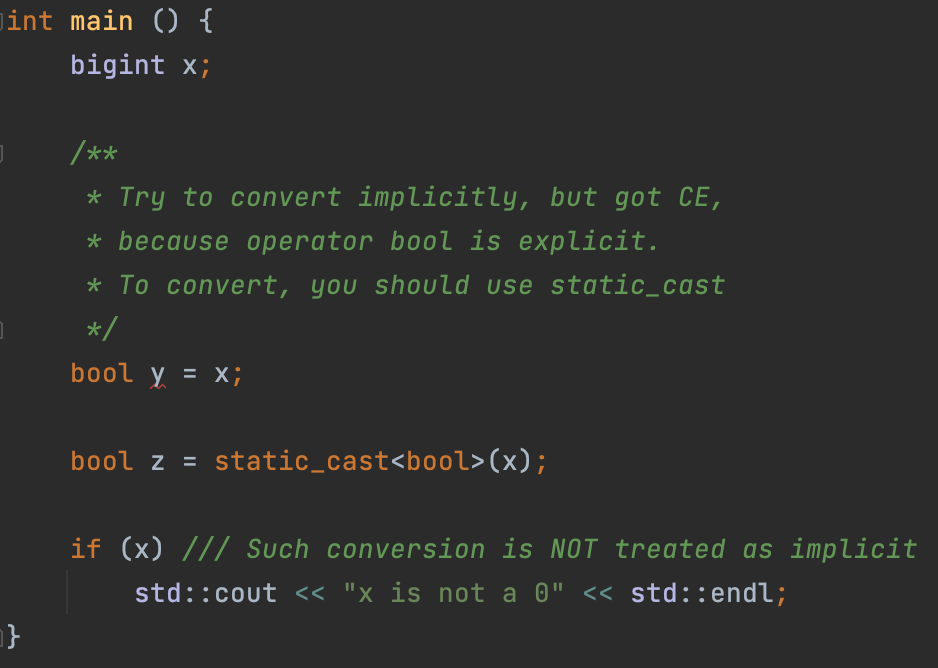 int main () {
    bigint x;

    /**
     * Try to convert implicitly, but got CE,
     * because operator bool is explicit.
     * To convert, you should use static_cast
     */
    bool y = x;

    bool z = static_cast<bool>(x);

    if (x) /// Such conversion is NOT treated as implicit
        std::cout << "x is not a 0" << std::endl;
}